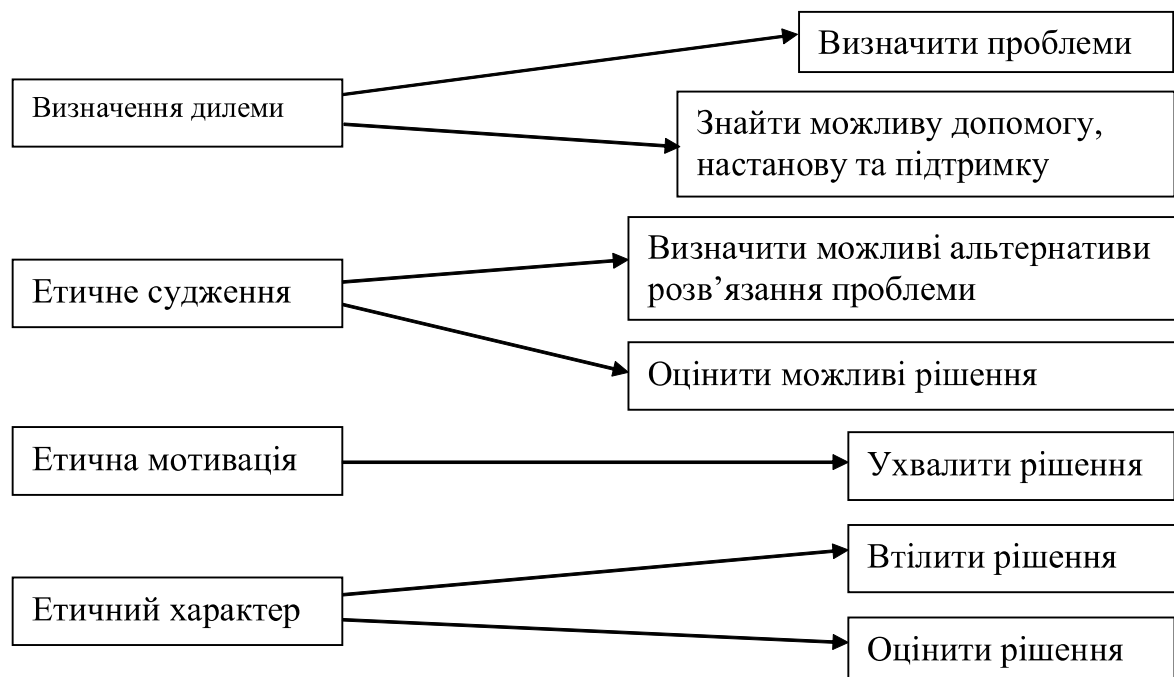 Визначити проблеми
Визначення дилеми
Знайти можливу допомогу,
настанову та підтримку
Визначити можливі альтернативи
розв’язання проблеми
Етичне судження
Оцінити можливі рішення
Етична мотивація
Ухвалити рішення
Втілити рішення
Етичний характер
Оцінити рішення